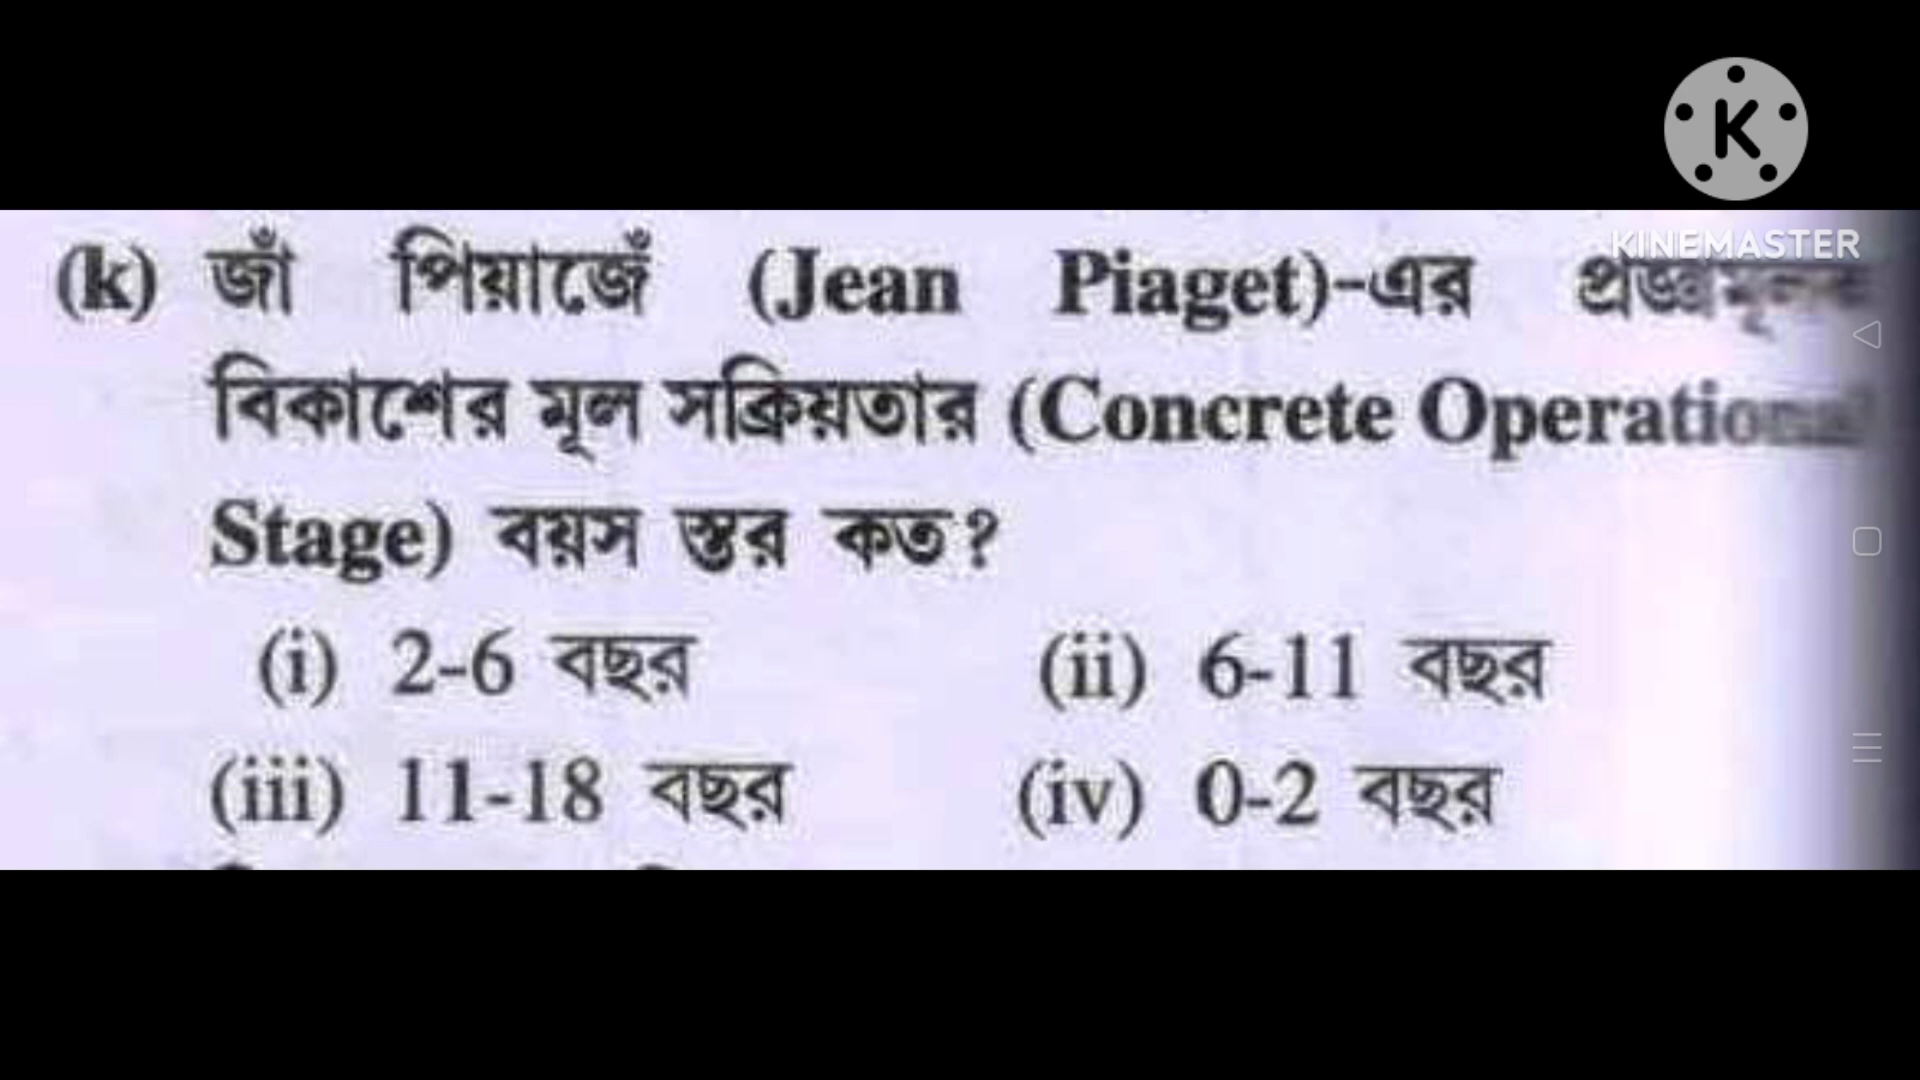 K
KINEMASTER
(k) জাঁ পিয়াজেঁ (Jean Piaget)-এর
বিকাশের মূল সক্রিয়তার (Concrete Operational
Stage) বয়স স্তর কত?
(i) 2-6 বছর (ii) 6-11 বছর
(iii) 11-18 বছর (iv) 0-2 বছর